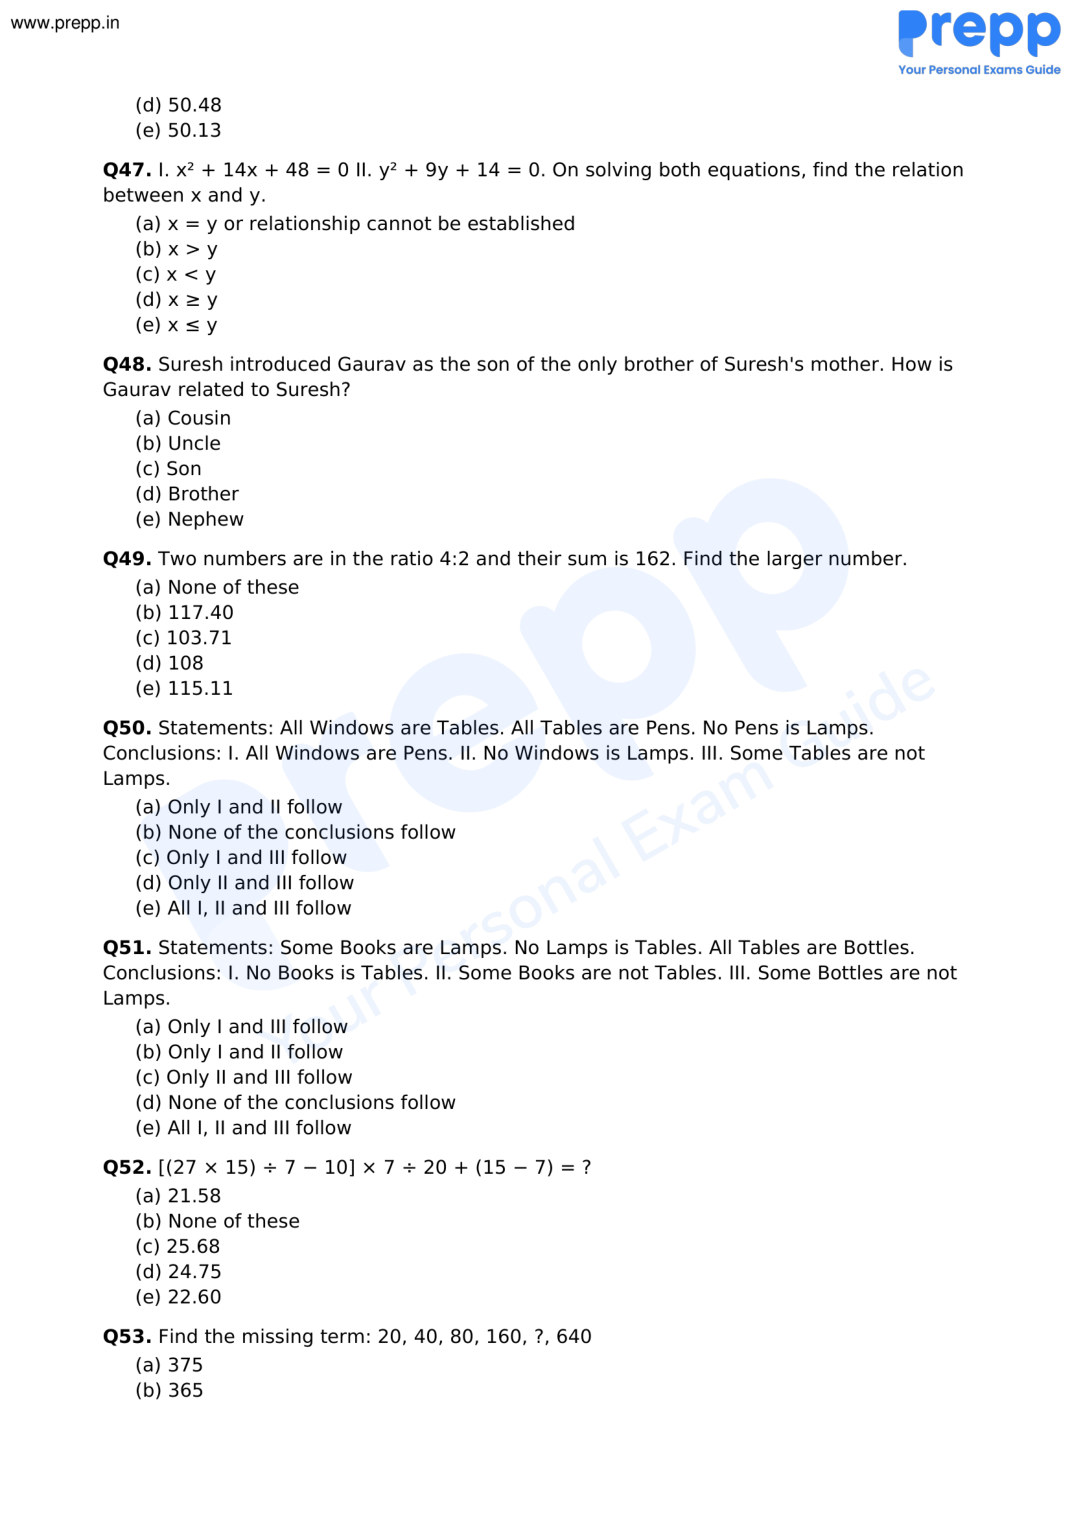 www.prepp.in
prepp
Your Personal Exams Guide
(d) 50.48
(e) 50.13
Q47. I. x² + 14x + 48 = 0 II. y² + 9y + 14 = 0. On solving both equations, find the relation
between x and y.
(a) x = y or relationship cannot be established
(b) x > y
(c) x < y
(d) x ≥ y
(e) x ≤ y
Q48. Suresh introduced Gaurav as the son of the only brother of Suresh's mother. How is
Gaurav related to Suresh?
(a) Cousin
(b) Uncle
(c) Son
(d) Brother
(e) Nephew
Q49. Two numbers are in the ratio 4:2 and their sum is 162. Find the larger number.
(a) None of these
(b) 117.40
(c) 103.71
(d) 108
(e) 115.11
Q50. Statements: All Windows are Tables. All Tables are Pens. No Pens is Lamps.
Conclusions: I. All Windows are Pens. II. No Windows is Lamps. III. Some Tables are not
Lamps.
(a) Only I and II follow
(b) None of the conclusions follow
(c) Only I and III follow
(d) Only II and III follow
(e) All I, II and III follow
Q51. Statements: Some Books are Lamps. No Lamps is Tables. All Tables are Bottles.
Conclusions: I. No Books is Tables. II. Some Books are not Tables. III. Some Bottles are not
Lamps.
(a) Only I and III follow
(b) Only I and II follow
(c) Only II and III follow
(d) None of the conclusions follow
(e) All I, II and III follow
Q52. [(27 × 15) ÷ 7 − 10] × 7 ÷ 20 + (15 − 7) = ?
(a) 21.58
(b) None of these
(c) 25.68
(d) 24.75
(e) 22.60
Q53. Find the missing term: 20, 40, 80, 160, ?, 640
(a) 375
(b) 365
prepp
Your Personal Exam Guide